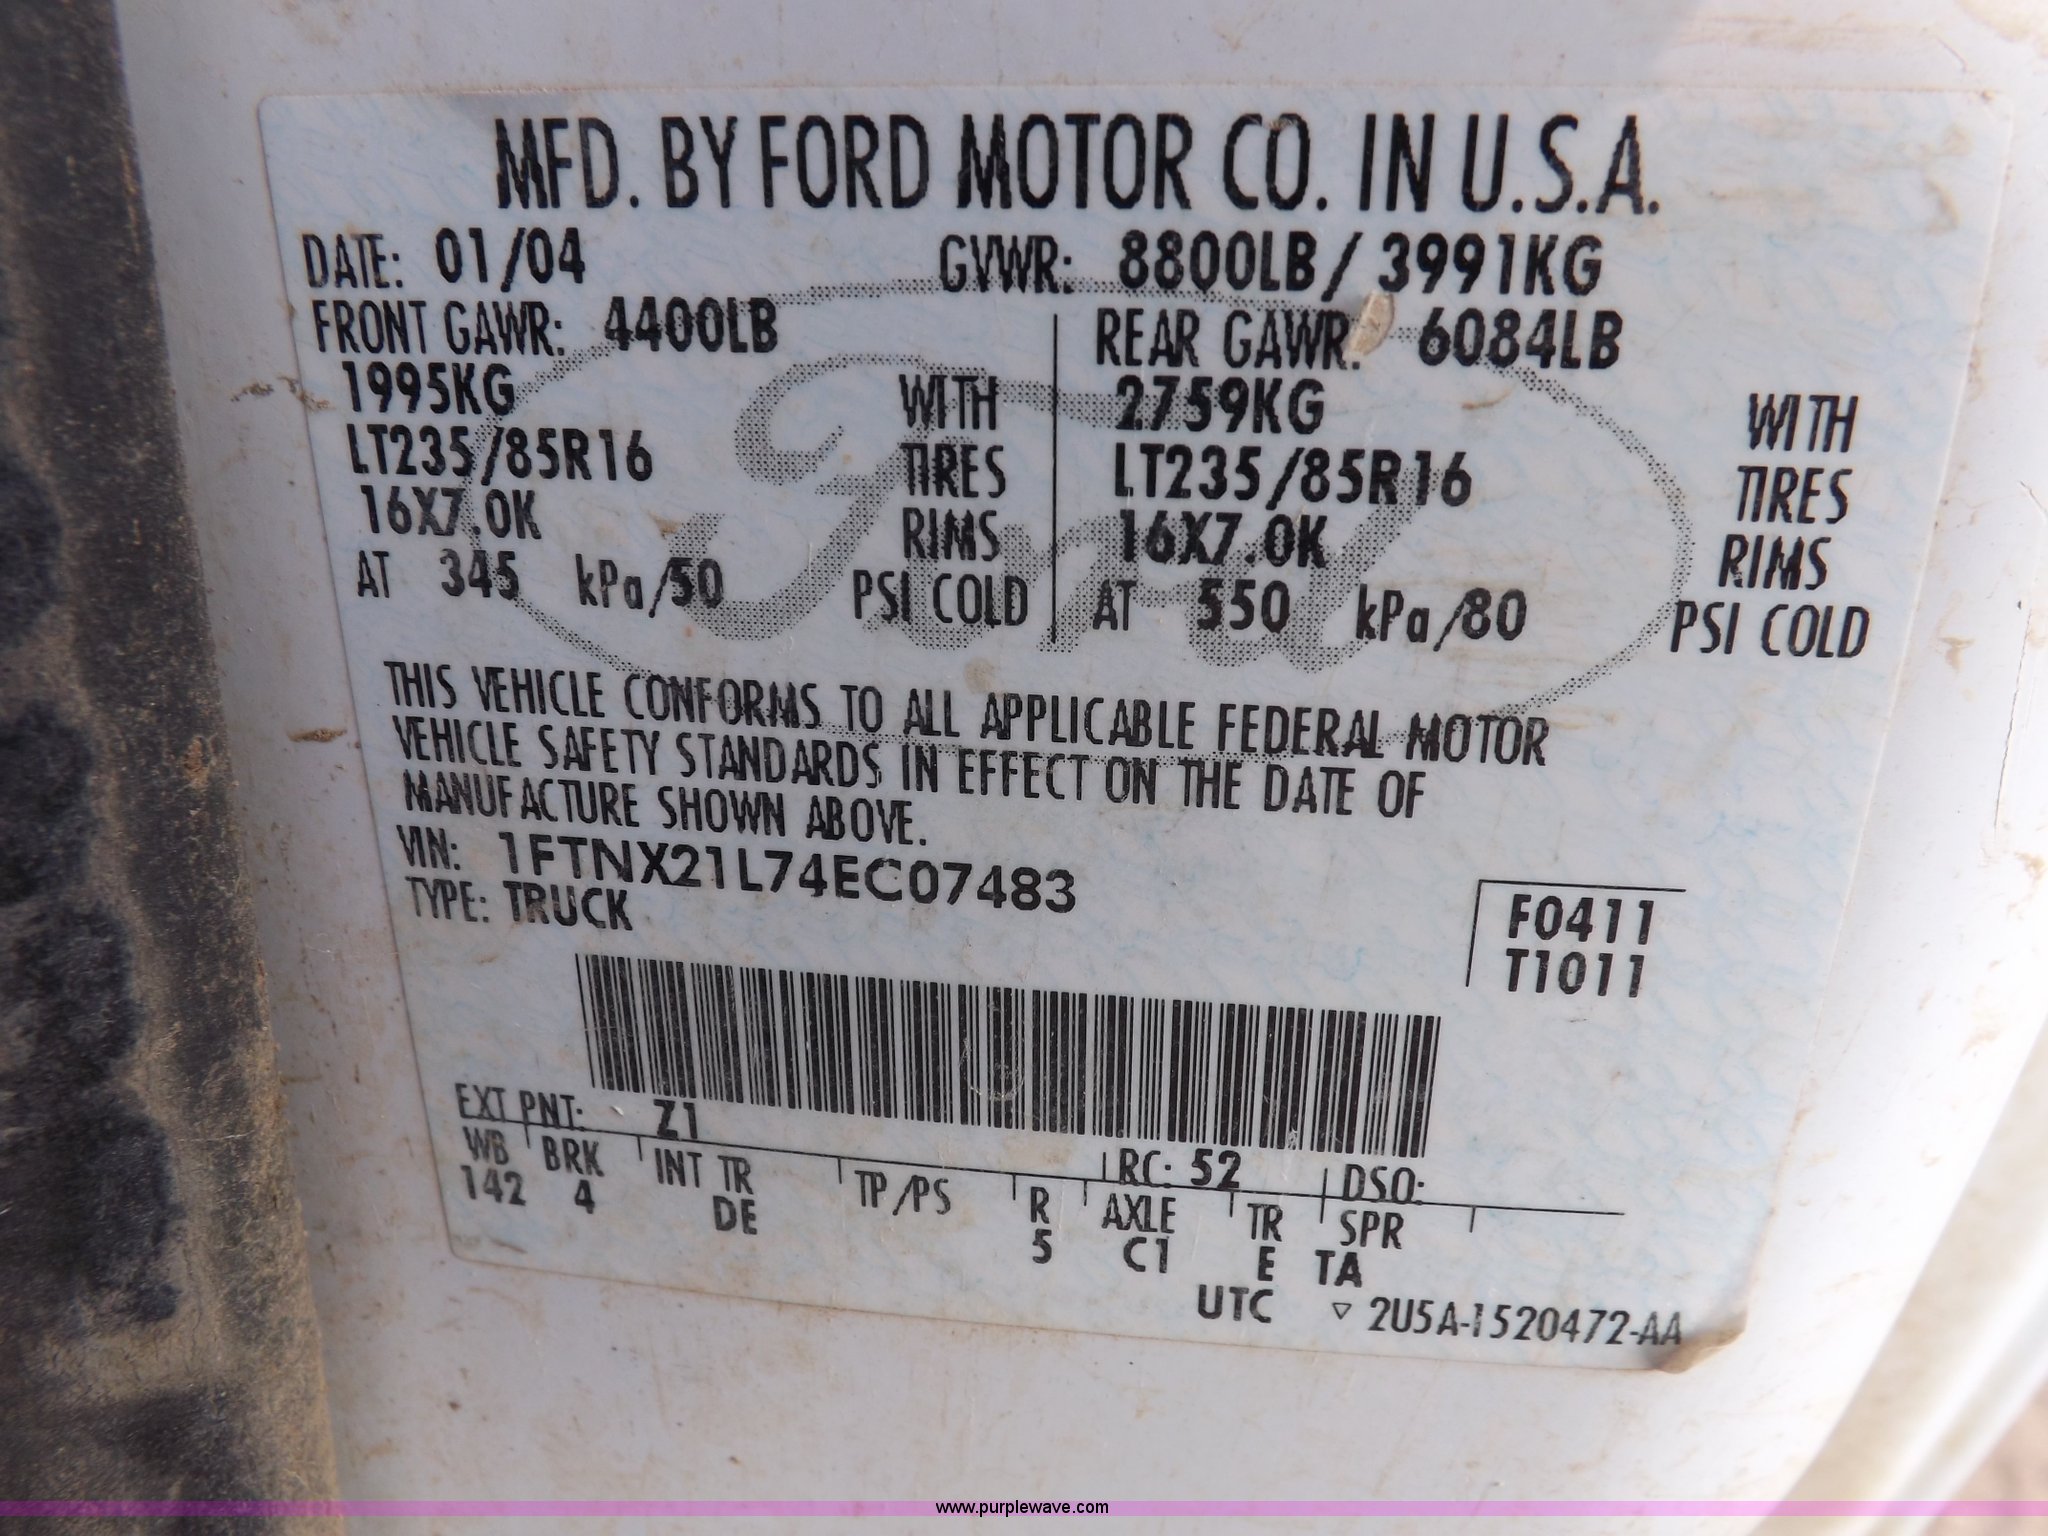 MFD. BY FORD MOTOR CO. IN U.S.A.
DATE: 01/04 GVWR: 8800LB / 3991KG
FRONT GAWR: 4400LB REAR GAWR: 6084LB
1995KG WITH 2759KG WITH
LT235/85R16 TIRES LT235/85R16 TIRES
16X7.0K RIMS 16X7.0K RIMS
AT 345 kPa/50 PSI COLD AT 550 kPa/80 PSI COLD
THIS VEHICLE CONFORMS TO ALL APPLICABLE FEDERAL MOTOR
VEHICLE SAFETY STANDARDS IN EFFECT ON THE DATE OF
MANUFACTURE SHOWN ABOVE.
VIN: 1FTNX21L74EC07483
TYPE: TRUCK
F0411
T1011
EXT PNT: Z1 RC: 52 DSO:
WB BRK INT TR TP/PS R AXLE TR SPR
142 4 DE 5 C1 E TA
UTC ▽ 2U5A-1520472-AA
Ford
www.purplewave.com